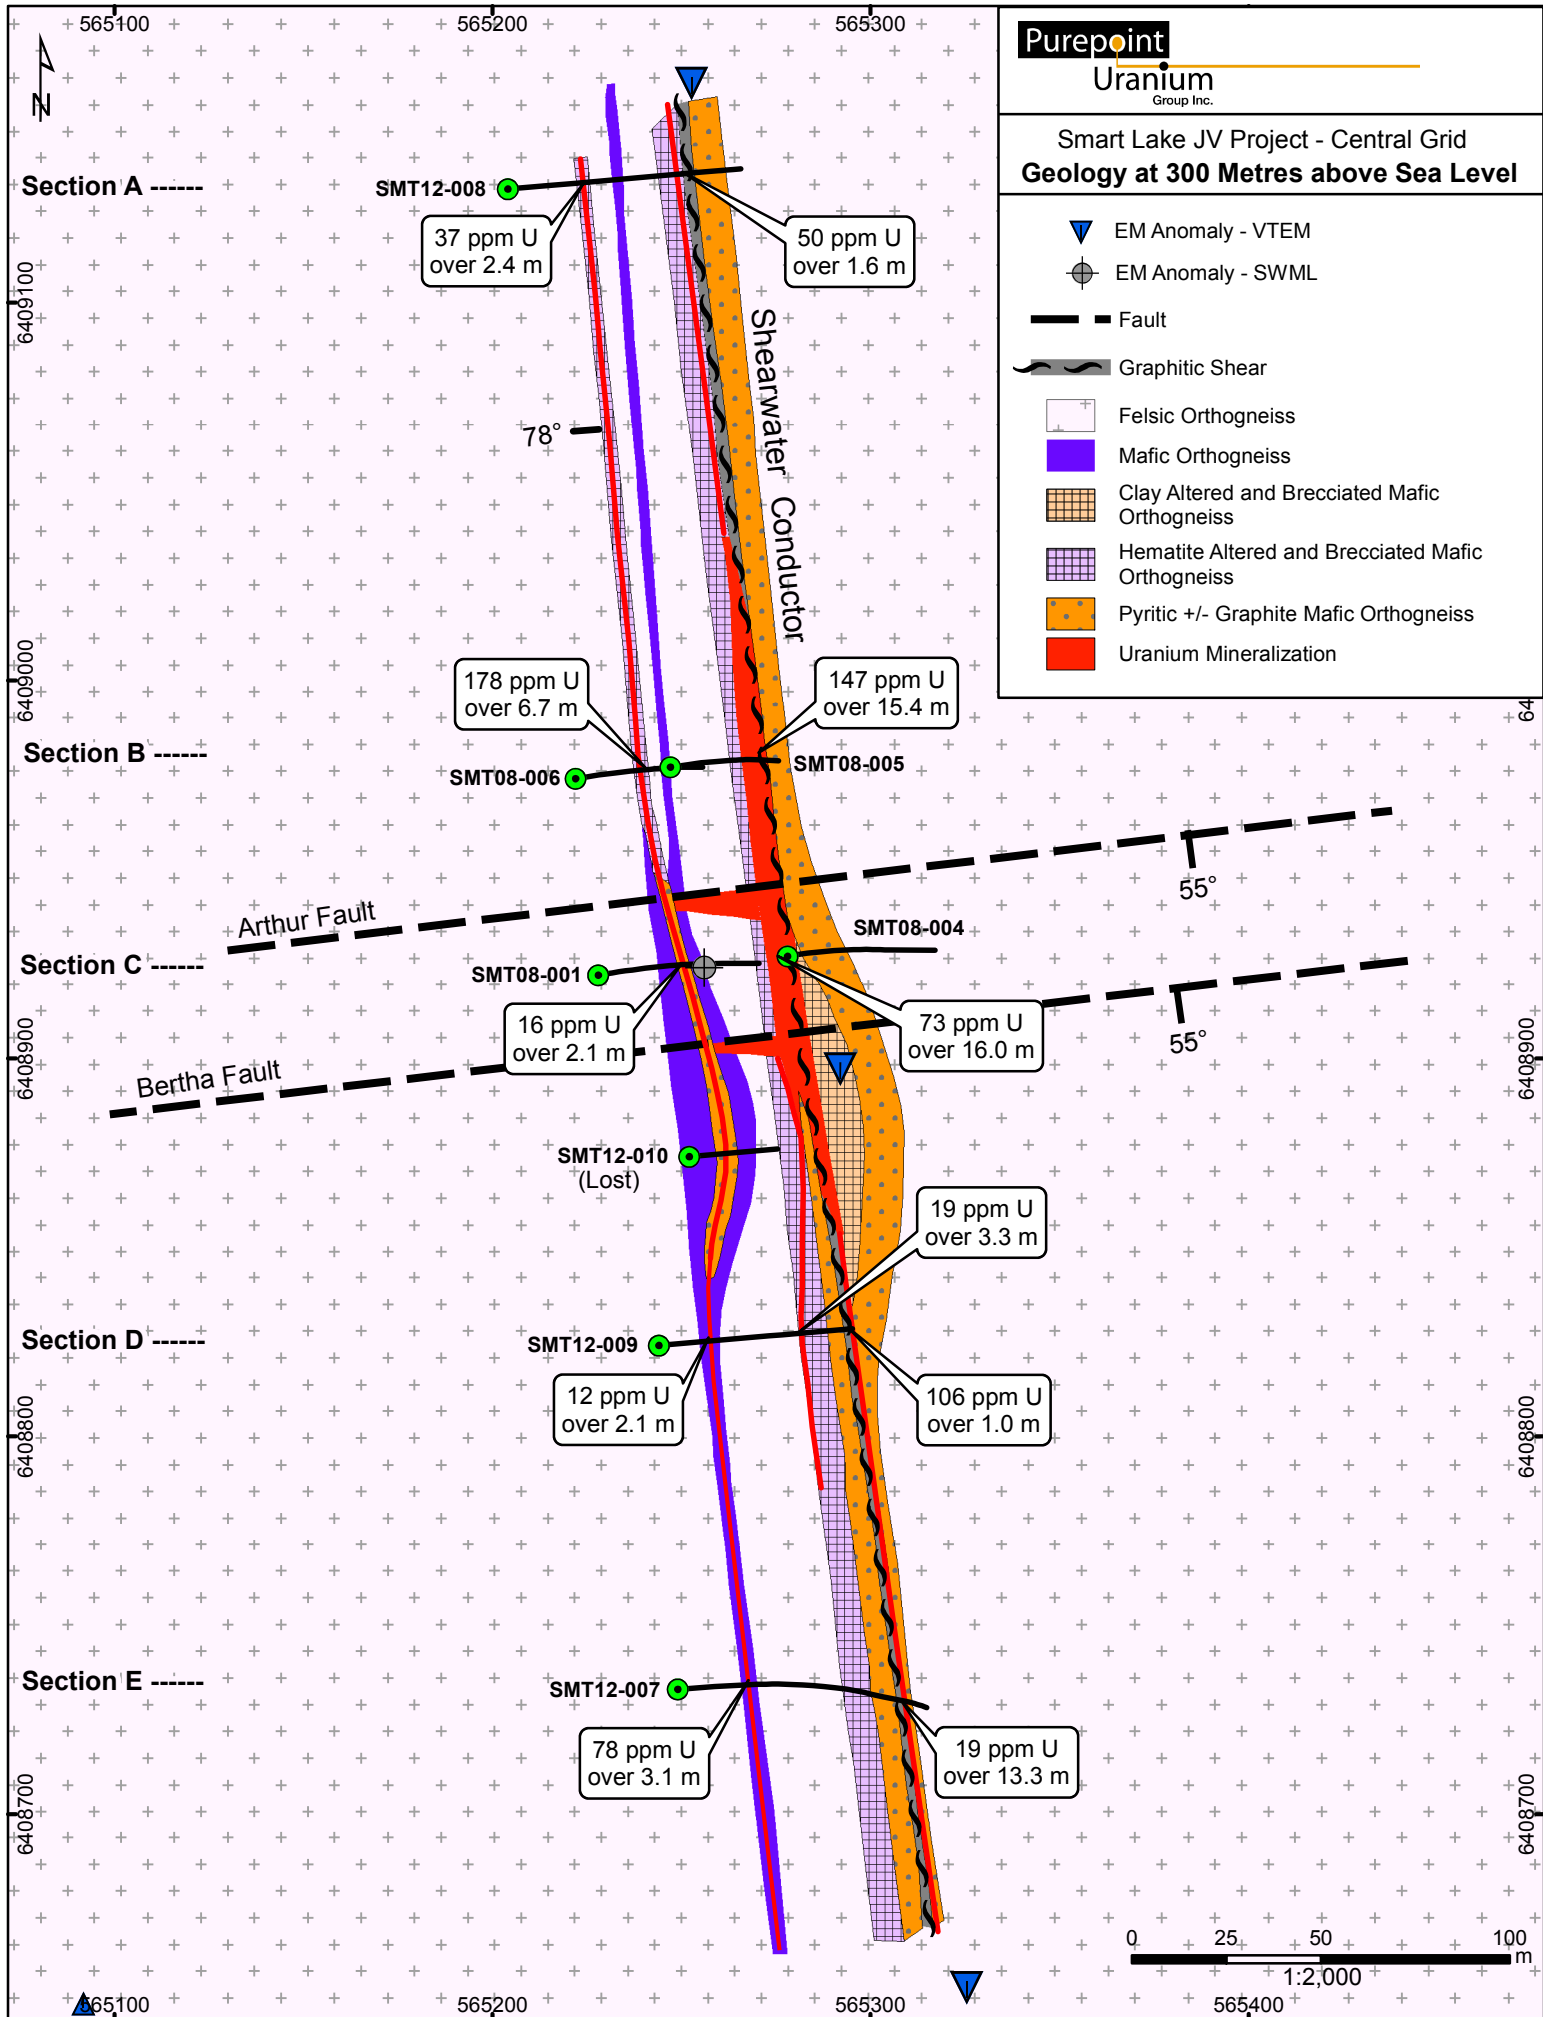 565100
565200
565300
N
Purepoint
Uranium
Group Inc.
Smart Lake JV Project - Central Grid
Geology at 300 Metres above Sea Level
EM Anomaly - VTEM
EM Anomaly - SWML
Fault
Graphitic Shear
Felsic Orthogneiss
Mafic Orthogneiss
Clay Altered and Brecciated Mafic
Orthogneiss
Hematite Altered and Brecciated Mafic
Orthogneiss
Pyritic +/- Graphite Mafic Orthogneiss
Uranium Mineralization
Section A ------
SMT12-008
37 ppm U
over 2.4 m
50 ppm U
over 1.6 m
6409100
Shearwater Conductor
78°
6409000
64
178 ppm U
over 6.7 m
147 ppm U
over 15.4 m
Section B ------
SMT08-006
SMT08-005
55°
Arthur Fault
SMT08-004
Section C ------
SMT08-001
16 ppm U
over 2.1 m
73 ppm U
over 16.0 m
55°
6408900
6408900
Bertha Fault
SMT12-010
(Lost)
19 ppm U
over 3.3 m
Section D ------
SMT12-009
12 ppm U
over 2.1 m
106 ppm U
over 1.0 m
6408800
6408800
Section E ------
SMT12-007
78 ppm U
over 3.1 m
19 ppm U
over 13.3 m
6408700
6408700
0 25 50 100
m
1:2,000
565100
565200
565300
565400